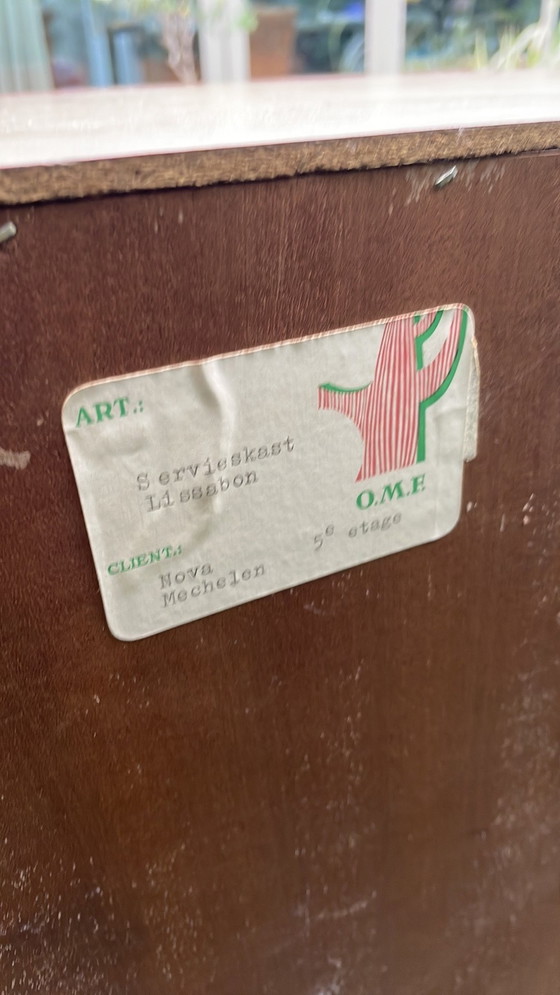 ART.:
Servieskast
Lissabon
O.M.F.
CLIENT.:
5e etage
Nova
Mechelen